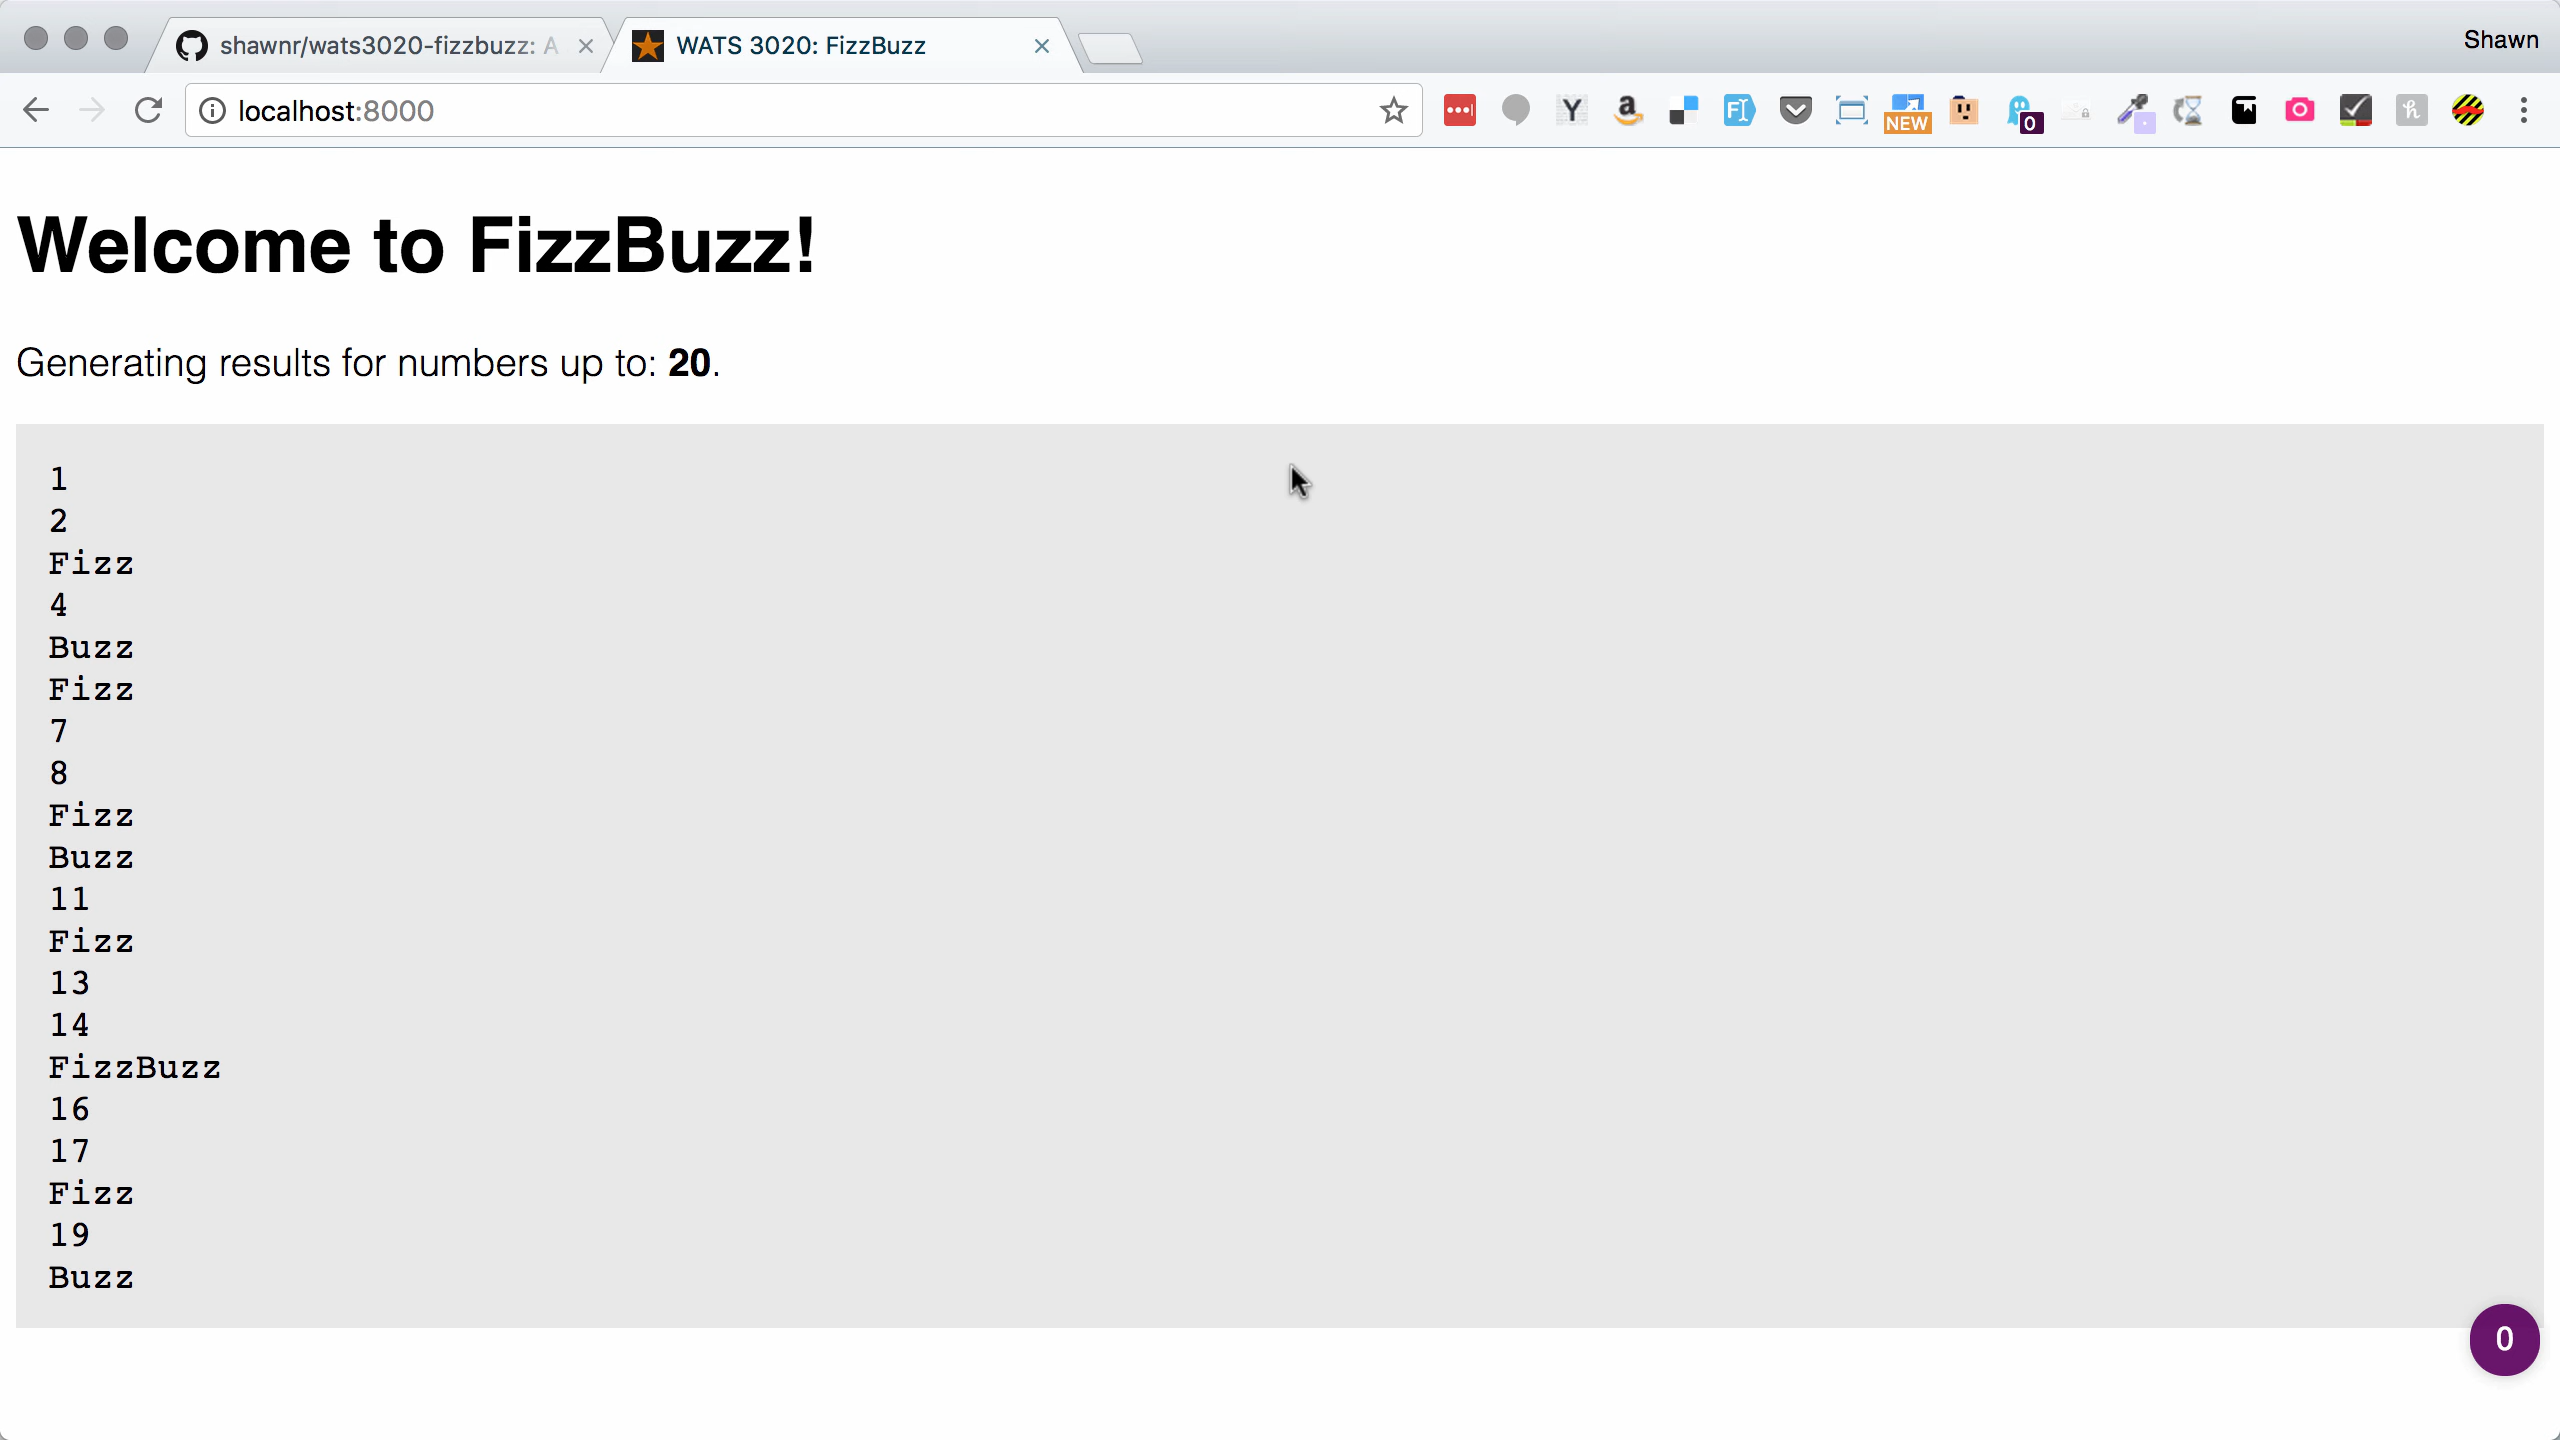 shawnr/wats3020-fizzbuzz: A
WATS 3020: FizzBuzz
Shawn
localhost:8000
Y
a
FI
NEW
0
h
Welcome to FizzBuzz!
Generating results for numbers up to: 20.
1
2
Fizz
4
Buzz
Fizz
7
8
Fizz
Buzz
11
Fizz
13
14
FizzBuzz
16
17
Fizz
19
Buzz
0